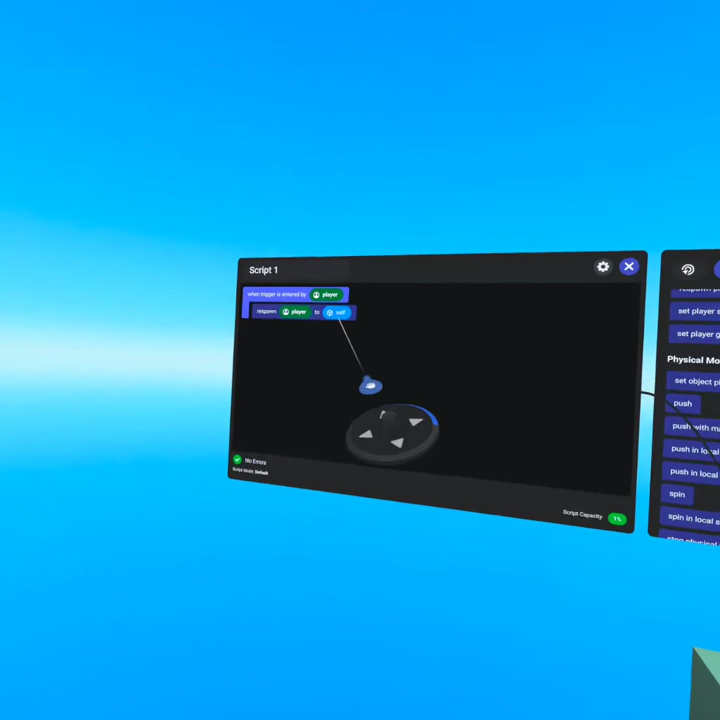 Script 1
when trigger is entered by player
respawn player to self
No Errors
Script Mode: Default
Script Capacity 1%
set player
set player g
Physical Mo
set object p
push
push with m
push in local
push in local
spin
spin in local s